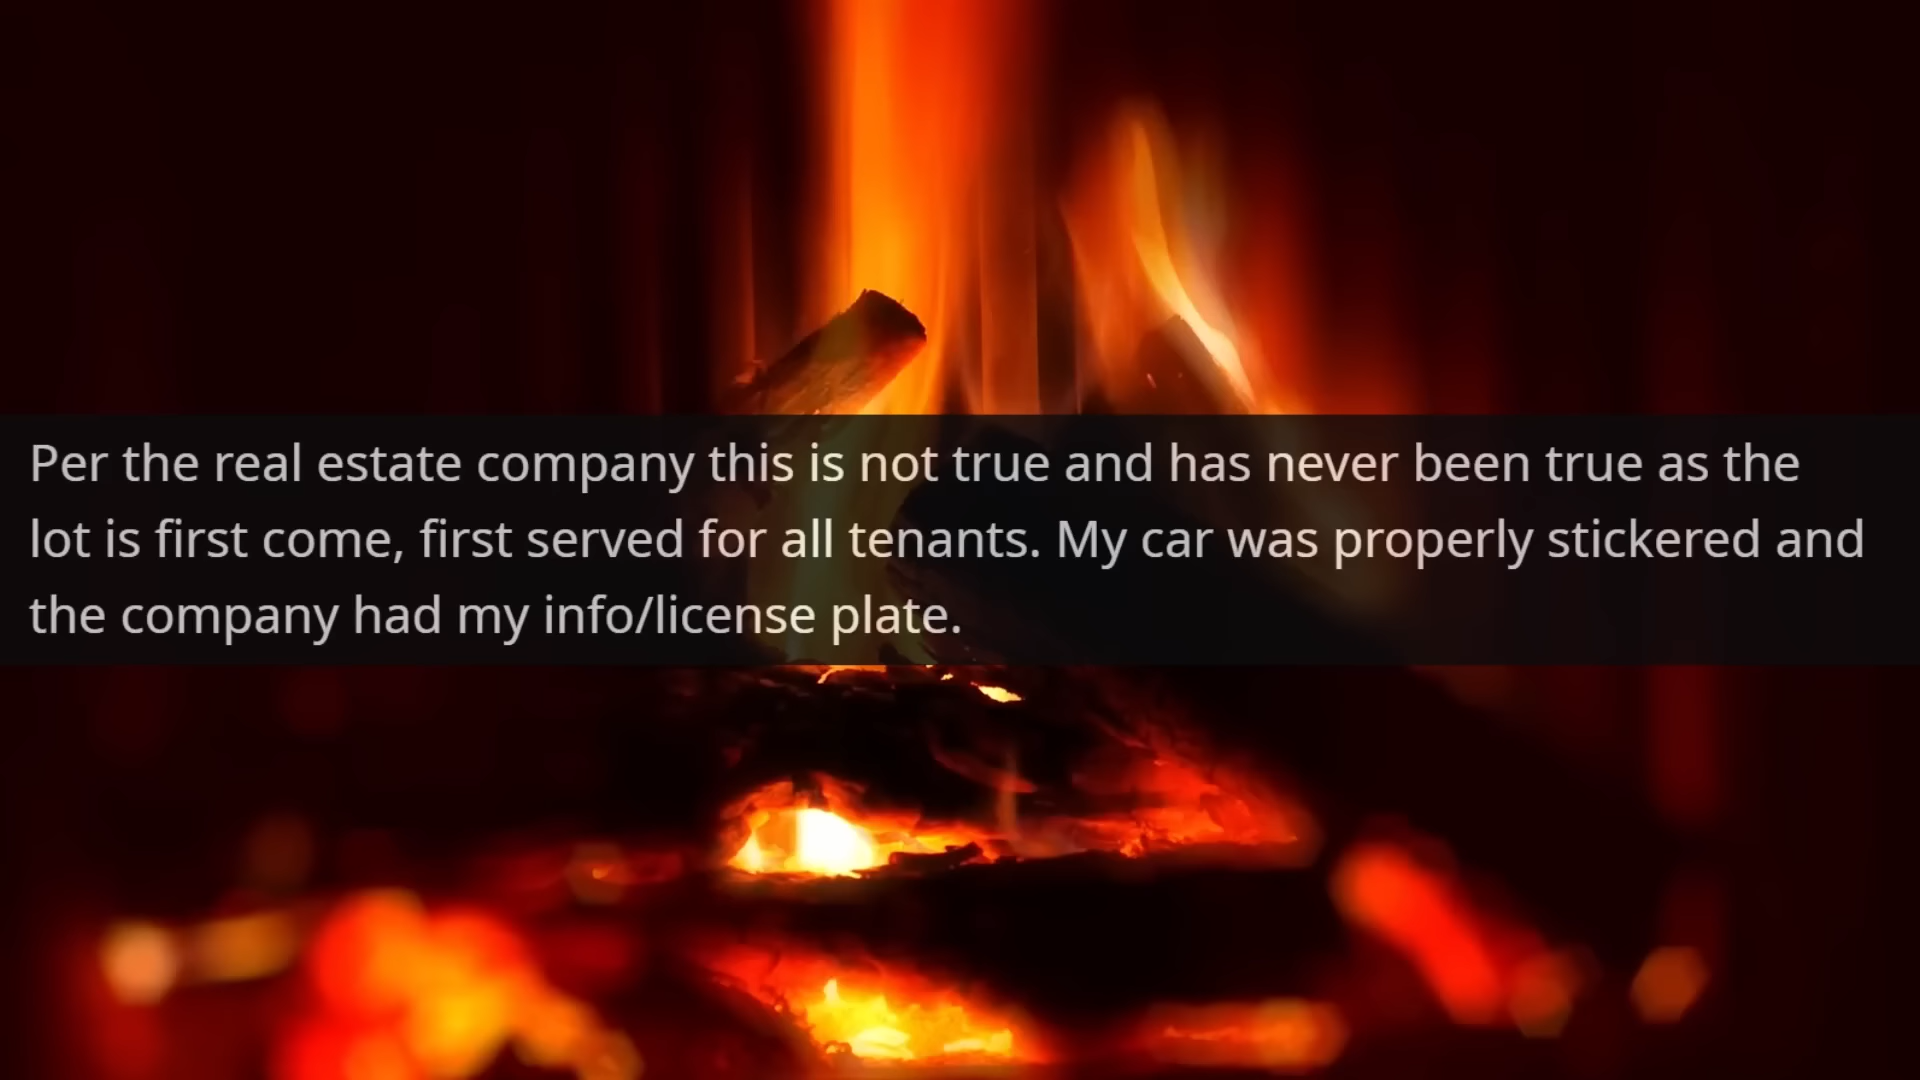 Per the real estate company this is not true and has never been true as the
lot is first come, first served for all tenants. My car was properly stickered and
the company had my info/license plate.